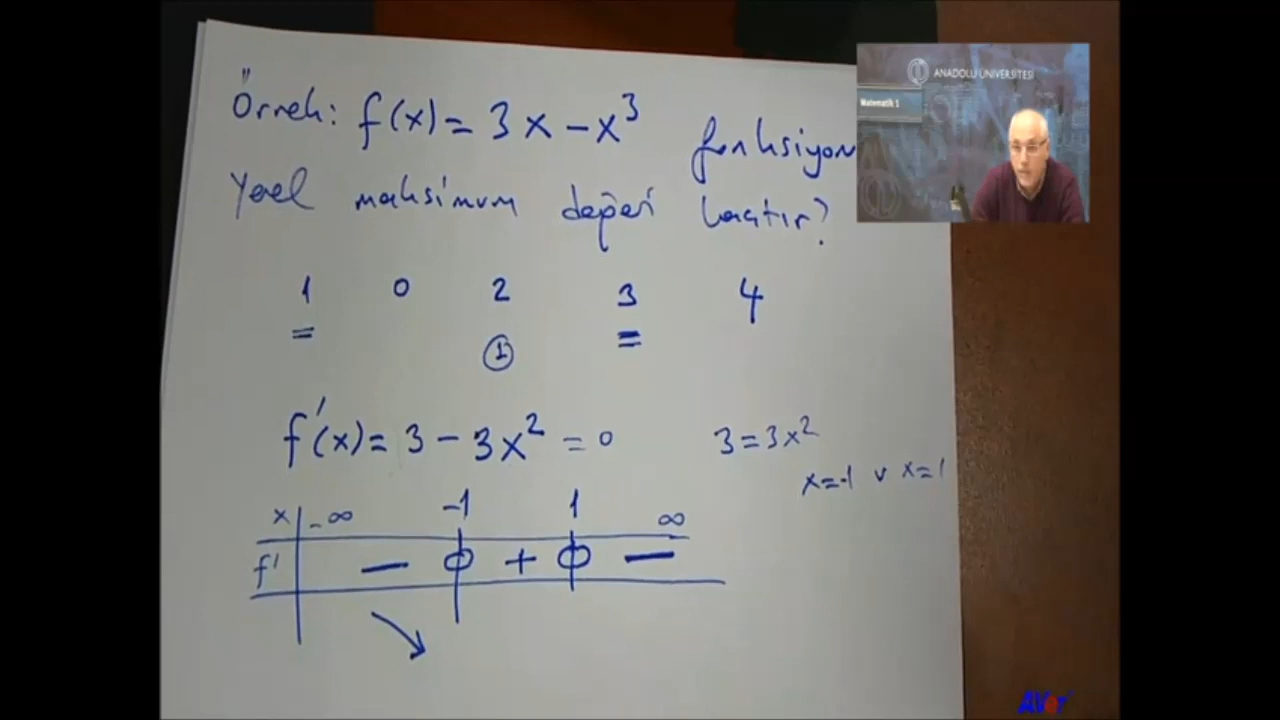 Örnek: f(x) = 3x - x³ fonksiyon
Yerel maksimum değeri kaçtır?
1 0 2 3 4
= ① =
f'(x) = 3 - 3x² = 0
3 = 3x²
x = -1 v x = 1
x -∞ -1 1 ∞
f' - 0 + 0 -
ANADOLU ÜNİVERSİTESİ
Matematik 1
AVer